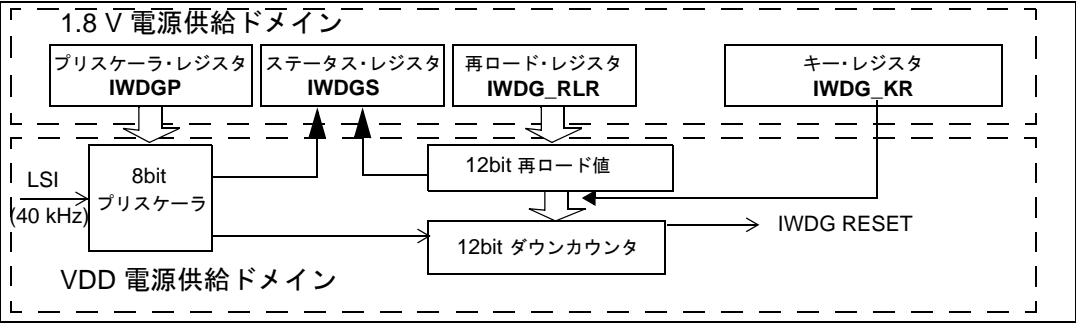 1.8 V 電源供給ドメイン
プリスケーラ・レジスタ
IWDGP
ステータス・レジスタ
IWDGS
再ロード・レジスタ
IWDG_RLR
キー・レジスタ
IWDG_KR
LSI
(40 kHz)
8bit
プリスケーラ
12bit 再ロード値
12bit ダウンカウンタ
IWDG RESET
VDD 電源供給ドメイン